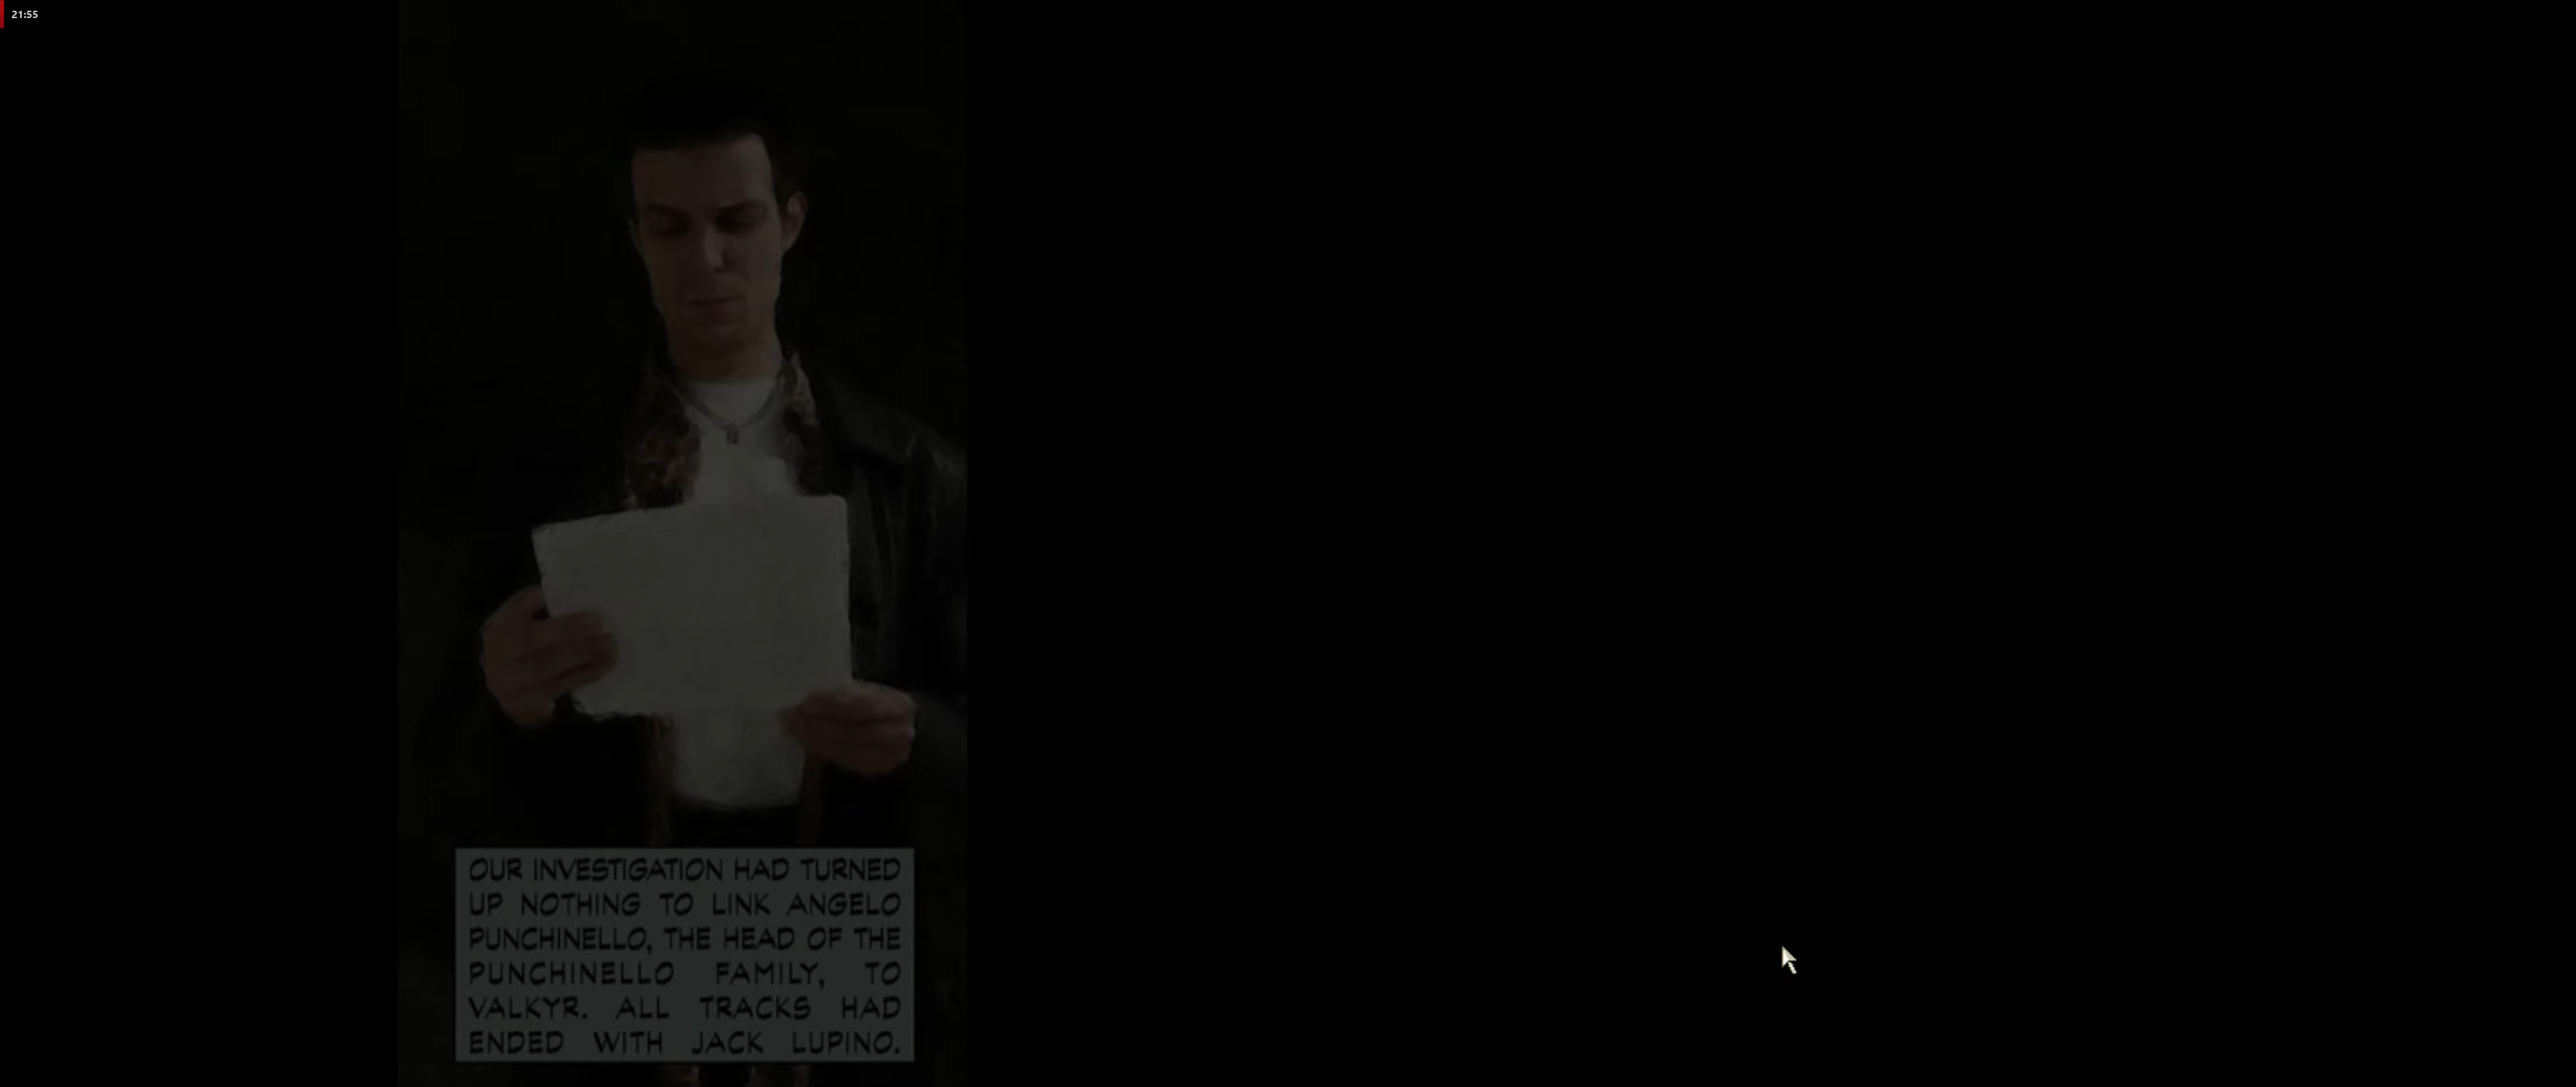 21:55
OUR INVESTIGATION HAD TURNED
UP NOTHING TO LINK ANGELO
PUNCHINELLO, THE HEAD OF THE
PUNCHINELLO FAMILY, TO
VALKYR. ALL TRACKS HAD
ENDED WITH JACK LUPINO.